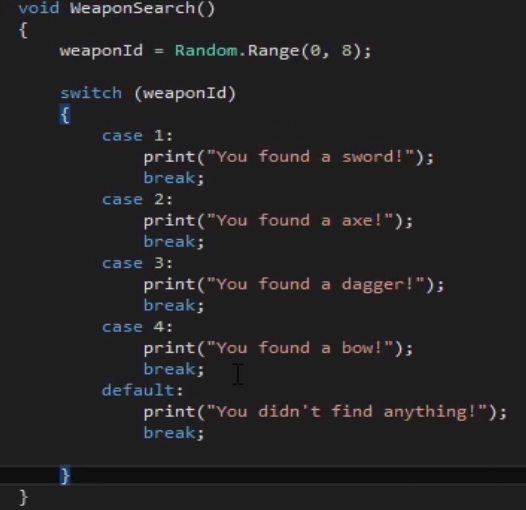 void WeaponSearch()
{
    weaponId = Random.Range(0, 8);

    switch (weaponId)
    {
        case 1:
            print("You found a sword!");
            break;
        case 2:
            print("You found a axe!");
            break;
        case 3:
            print("You found a dagger!");
            break;
        case 4:
            print("You found a bow!");
            break;
        default:
            print("You didn't find anything!");
            break;

    }
}